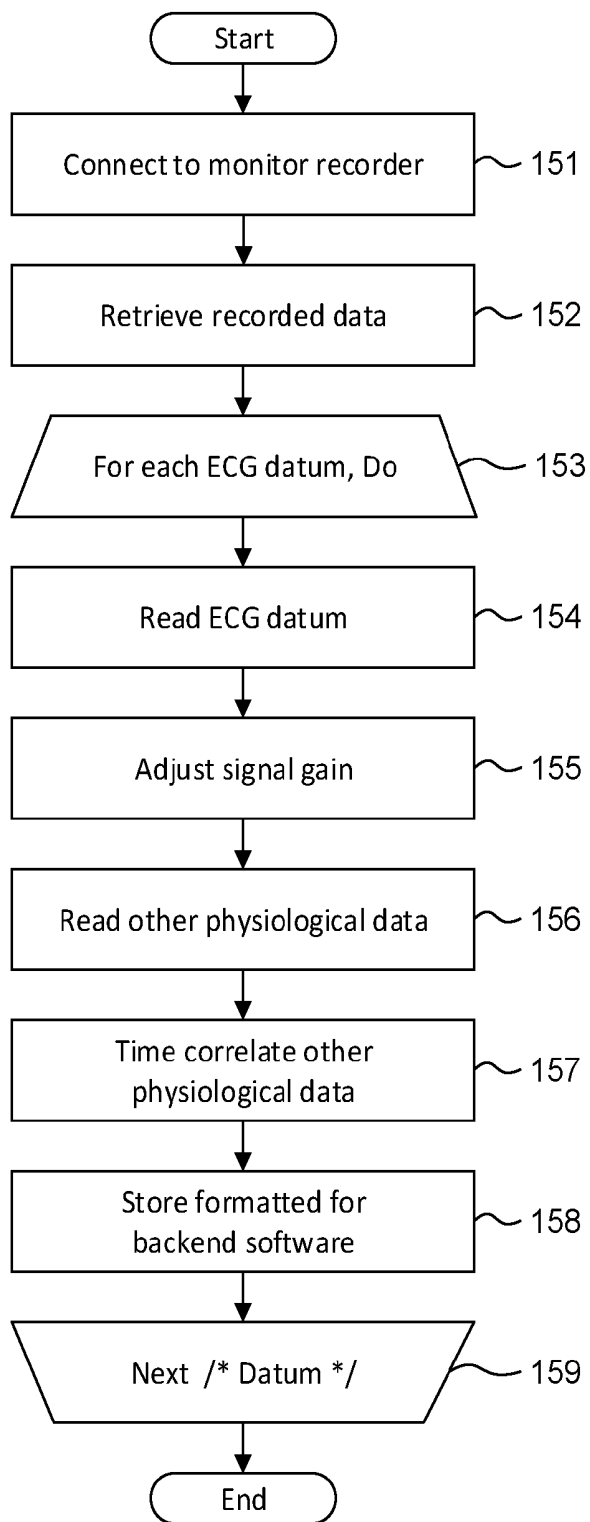 Start
Connect to monitor recorder
151
Retrieve recorded data
152
For each ECG datum, Do
153
Read ECG datum
154
Adjust signal gain
155
Read other physiological data
156
Time correlate other
physiological data
157
Store formatted for
backend software
158
Next /* Datum */
159
End